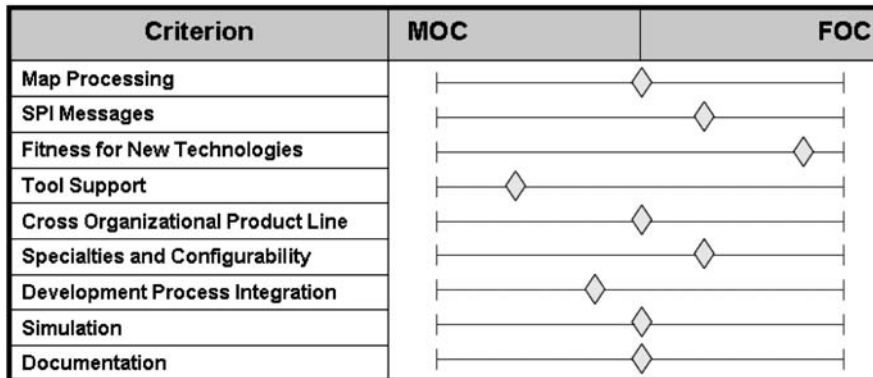 Criterion MOC FOC
Map Processing
SPI Messages
Fitness for New Technologies
Tool Support
Cross Organizational Product Line
Specialties and Configurability
Development Process Integration
Simulation
Documentation